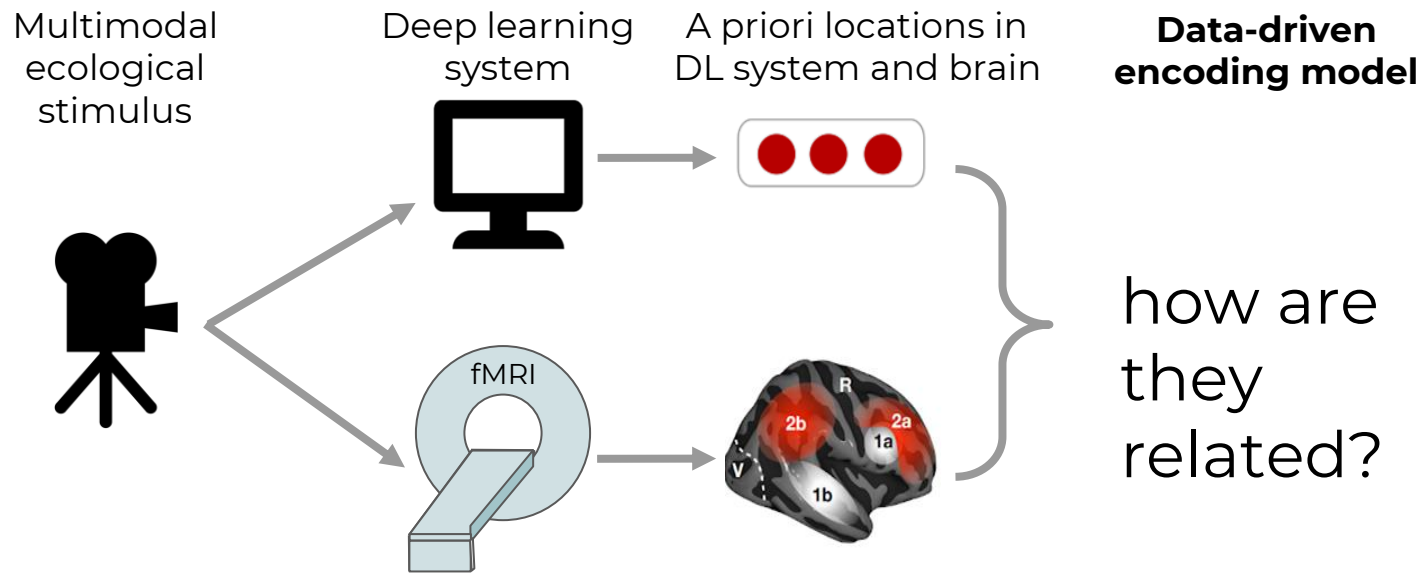 Multimodal
ecological
stimulus
Deep learning
system
A priori locations in
DL system and brain
Data-driven
encoding model
fMRI
R
2b
2a
1a
V
1b
how are
they
related?